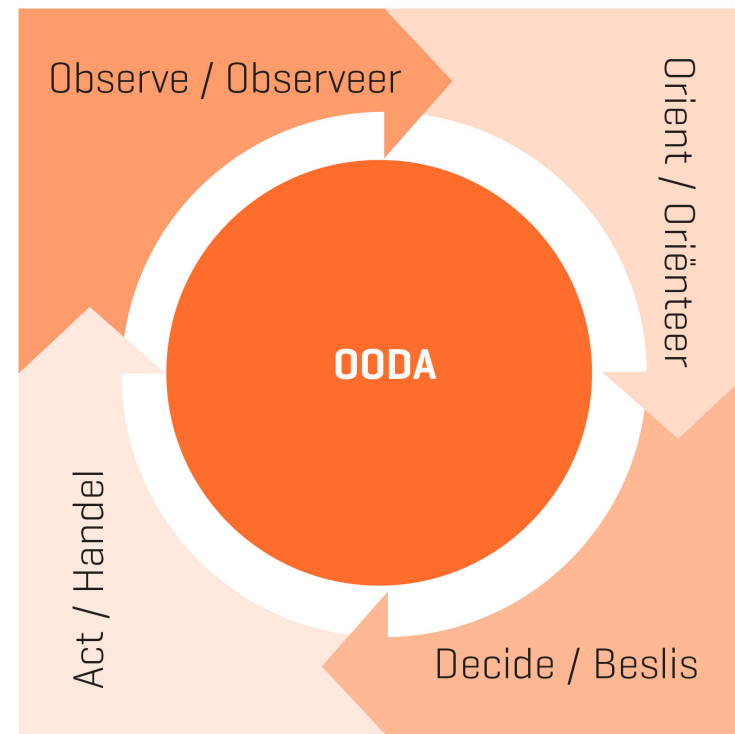 Observe / Observeer
Orient / Oriënteer
OODA
Decide / Beslis
Act / Handel